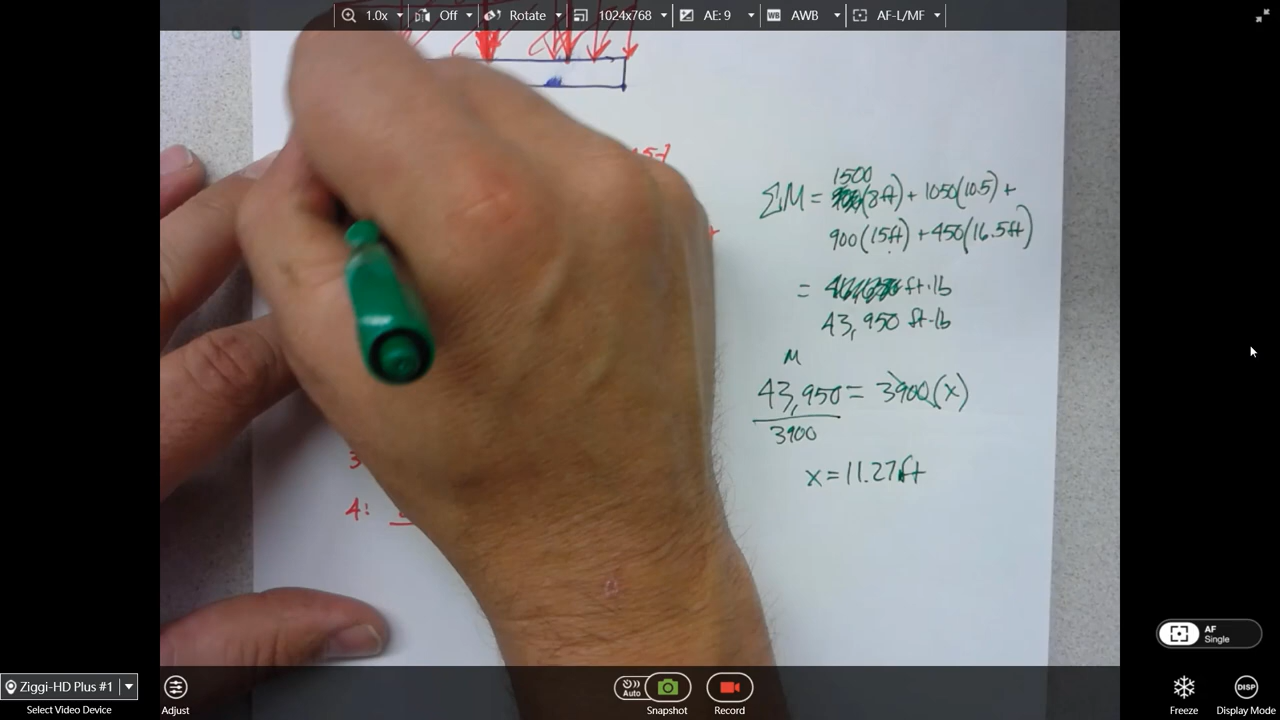 1.0x Off Rotate 1024x768 AE: 9 AWB AF-L/MF
1500
ΣM = (8ft) + 1050(10.5) +
900(15ft) + 450(16.5ft)
= ft·lb
43,950 ft-lb
M
43,950 = 3900(x)
3900
x = 11.27ft
4:
AF
Single
Ziggi-HD Plus #1
Select Video Device
Adjust
Auto
Snapshot
Record
Freeze
DISP
Display Mode